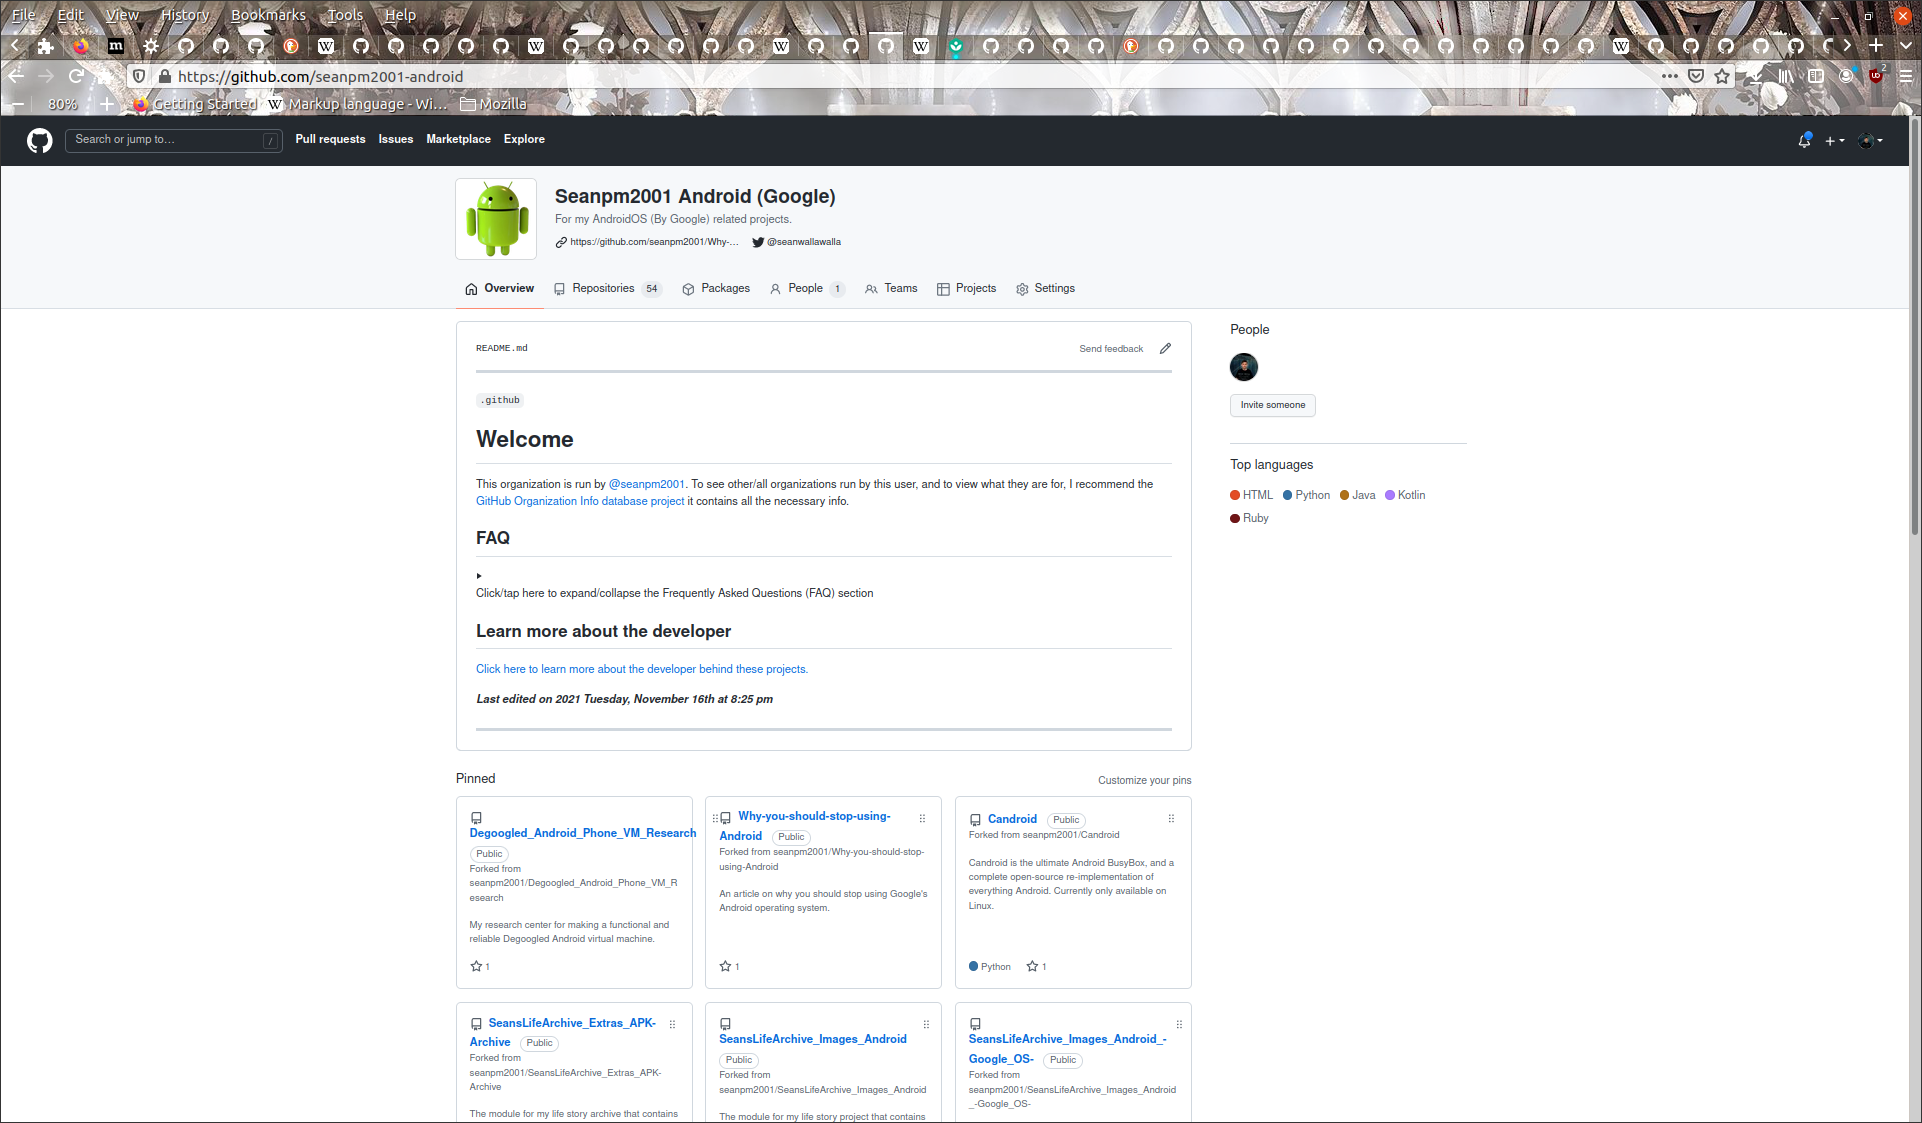 File Edit View History Bookmarks Tools Help
https://github.com/seanpm2001-android
2
80% Getting Started Markup language - Wi… Mozilla
Search or jump to… / Pull requests Issues Marketplace Explore
Seanpm2001 Android (Google)
For my AndroidOS (By Google) related projects.
https://github.com/seanpm2001/Why-… @seanwallawalla
Overview Repositories 54 Packages People 1 Teams Projects Settings
README.md Send feedback
.github
Welcome
This organization is run by @seanpm2001. To see other/all organizations run by this user, and to view what they are for, I recommend the
GitHub Organization Info database project it contains all the necessary info.
FAQ
Click/tap here to expand/collapse the Frequently Asked Questions (FAQ) section
Learn more about the developer
Click here to learn more about the developer behind these projects.
Last edited on 2021 Tuesday, November 16th at 8:25 pm
People
Invite someone
Top languages
HTML Python Java Kotlin
Ruby
Pinned Customize your pins
Degoogled_Android_Phone_VM_Research
Public
Forked from
seanpm2001/Degoogled_Android_Phone_VM_R
esearch
My research center for making a functional and
reliable Degoogled Android virtual machine.
1
Why-you-should-stop-using-
Android Public
Forked from seanpm2001/Why-you-should-stop-
using-Android
An article on why you should stop using Google's
Android operating system.
1
Candroid Public
Forked from seanpm2001/Candroid
Candroid is the ultimate Android BusyBox, and a
complete open-source re-implementation of
everything Android. Currently only available on
Linux.
Python 1
SeansLifeArchive_Extras_APK-
Archive Public
Forked from
seanpm2001/SeansLifeArchive_Extras_APK-
Archive
The module for my life story archive that contains
SeansLifeArchive_Images_Android
Public
Forked from
seanpm2001/SeansLifeArchive_Images_Android
The module for my life story project that contains
SeansLifeArchive_Images_Android_-
Google_OS- Public
Forked from
seanpm2001/SeansLifeArchive_Images_Android
_-Google_OS-